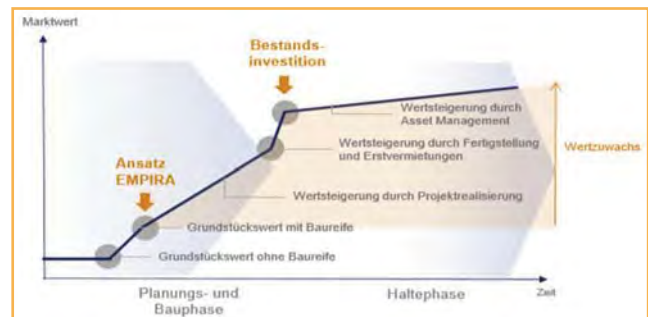 Marktwert
Bestands-
investition
Wertsteigerung durch
Asset Management
Ansatz
EMPIRA
Wertsteigerung durch Fertigstellung
und Erstvermietungen
Wertzuwachs
Wertsteigerung durch Projektrealisierung
Grundstückswert mit Baureife
Grundstückswert ohne Baureife
Planungs- und
Bauphase
Haltephase
Zeit